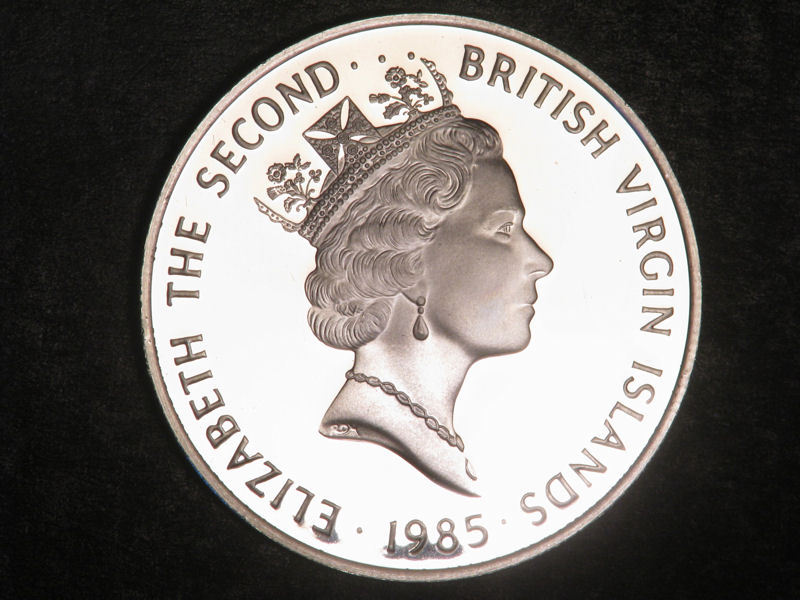 ELIZABETH THE SECOND
BRITISH VIRGIN ISLANDS
· 1985 ·